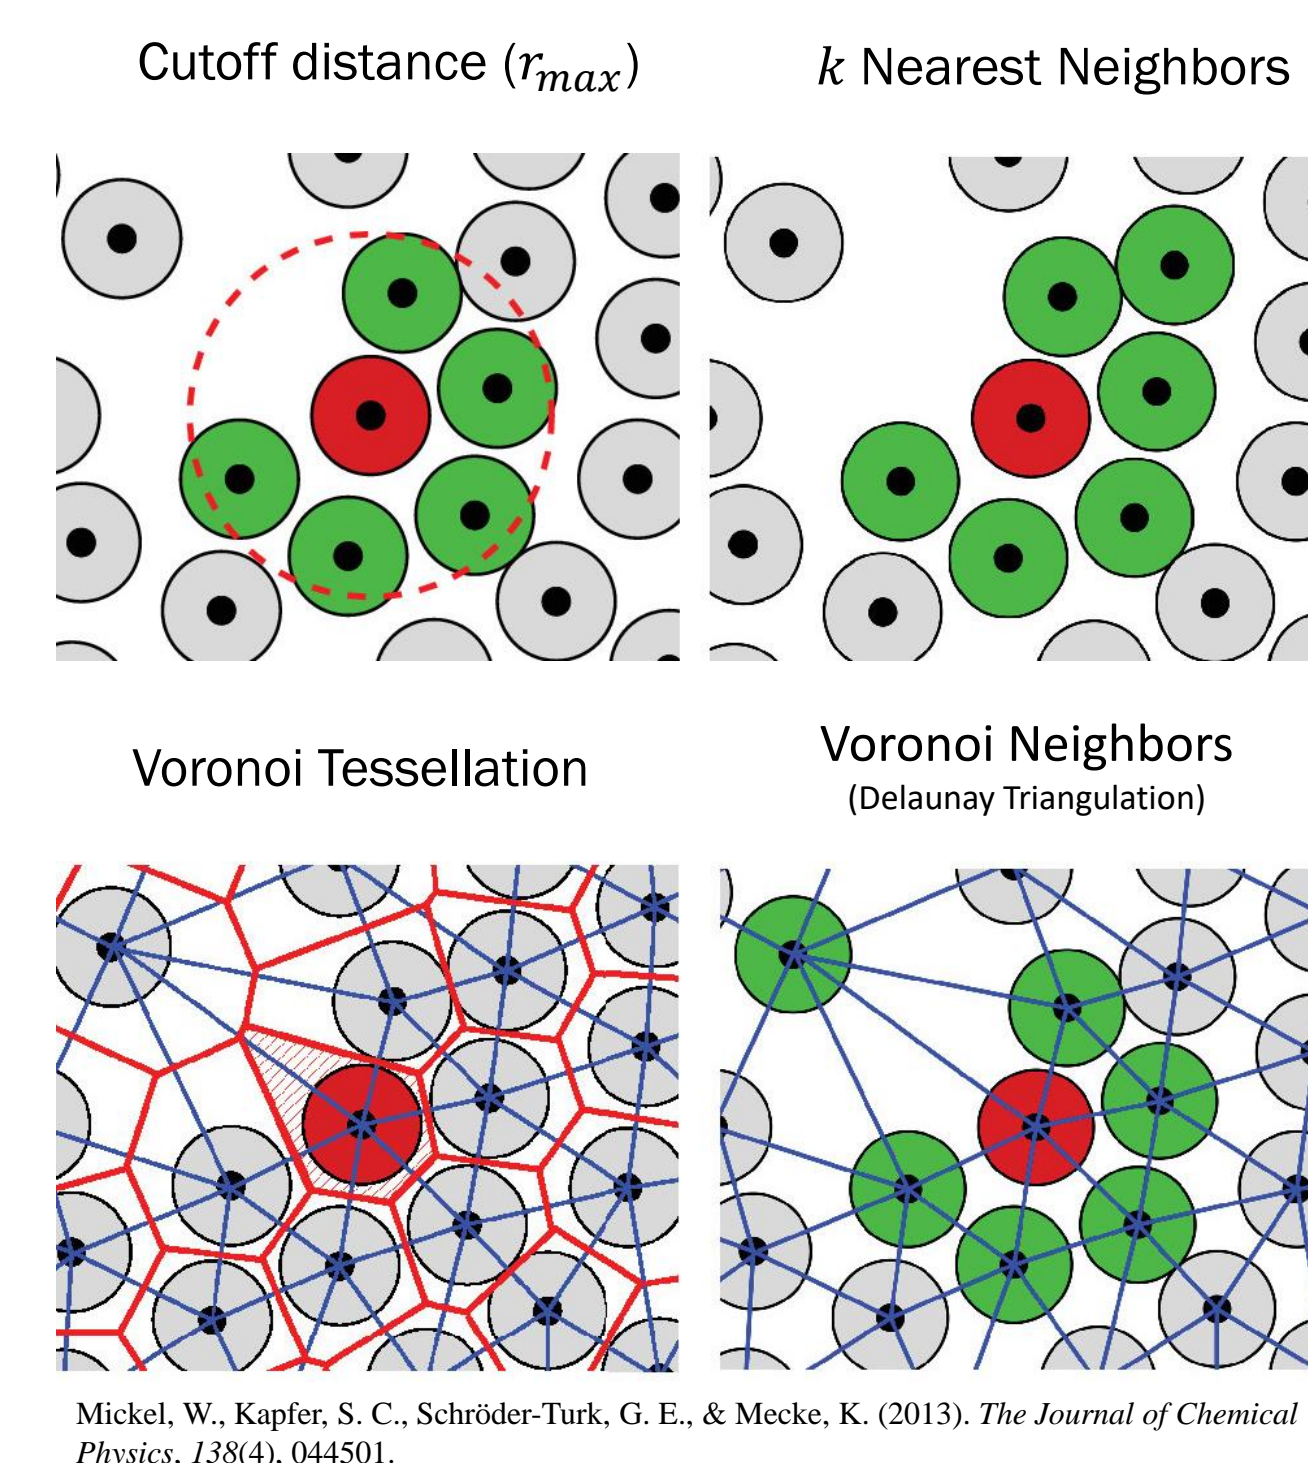 Cutoff distance (r_max)
k Nearest Neighbors
Voronoi Tessellation
Voronoi Neighbors
(Delaunay Triangulation)
Mickel, W., Kapfer, S. C., Schröder-Turk, G. E., & Mecke, K. (2013). The Journal of Chemical
Physics, 138(4), 044501.